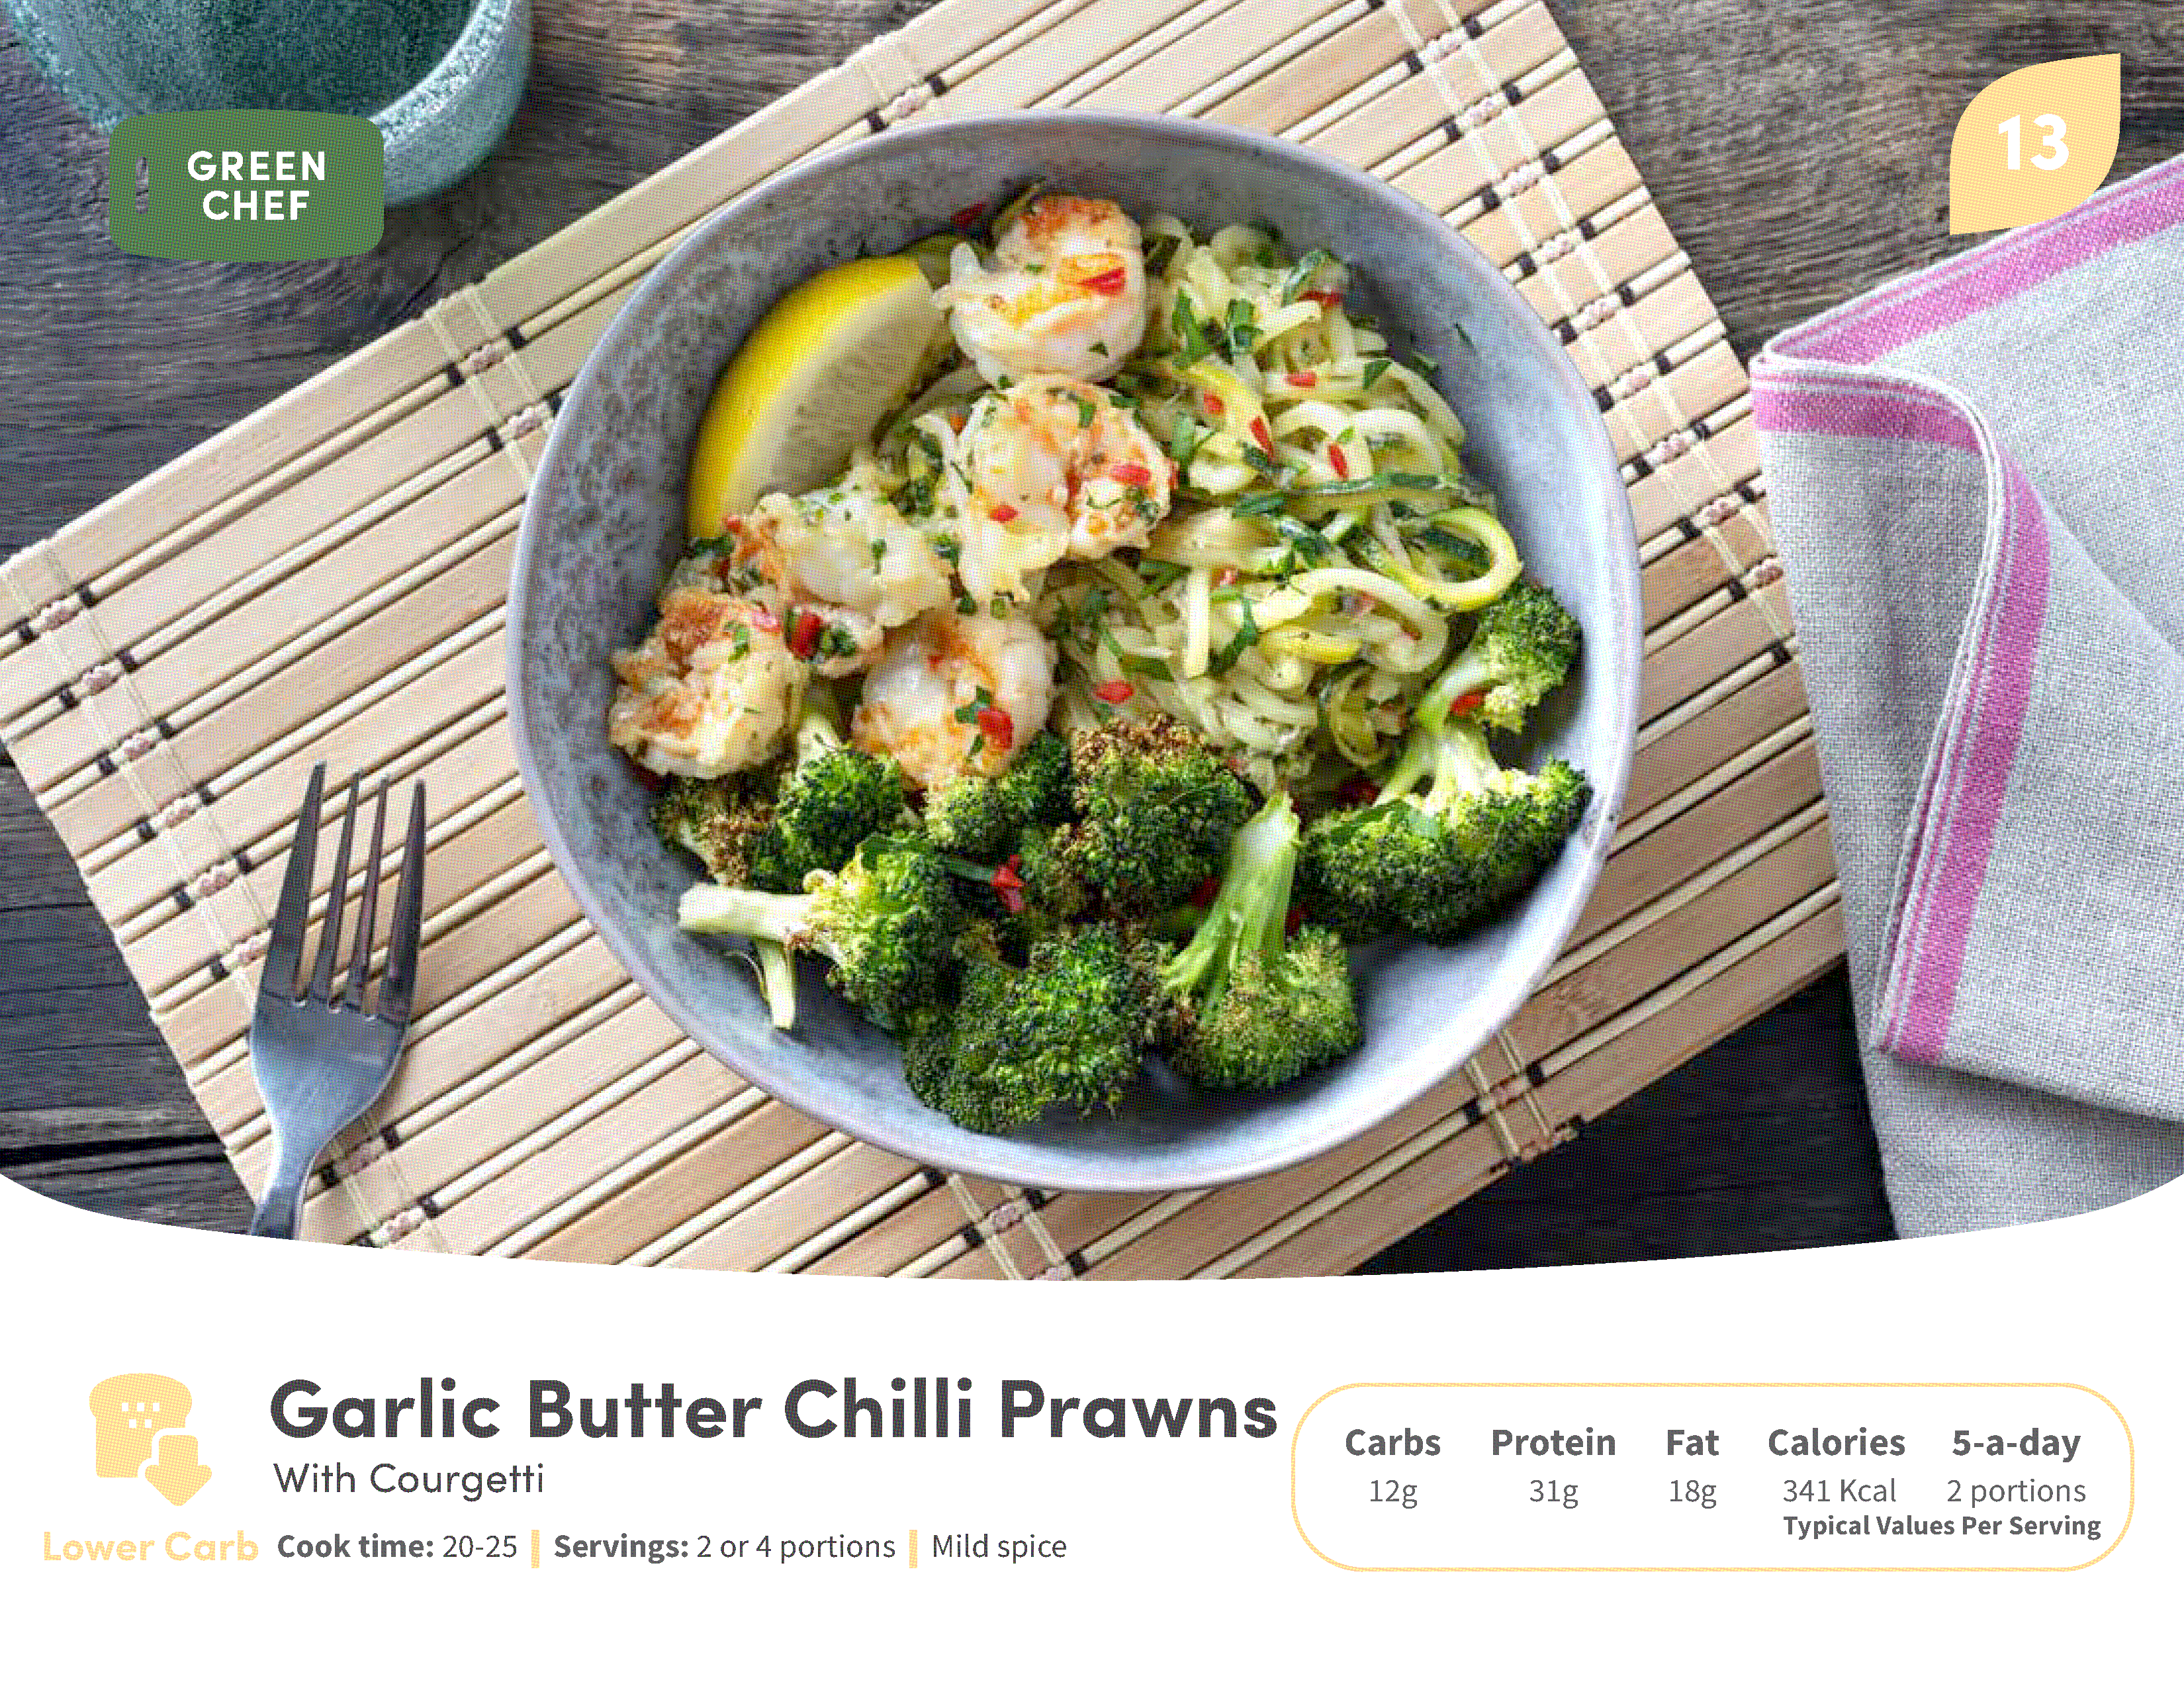 GREEN
CHEF
13
Garlic Butter Chilli Prawns
With Courgetti
Lower Carb
Cook time: 20-25 | Servings: 2 or 4 portions | Mild spice
Carbs Protein Fat Calories 5-a-day
12g 31g 18g 341 Kcal 2 portions
Typical Values Per Serving